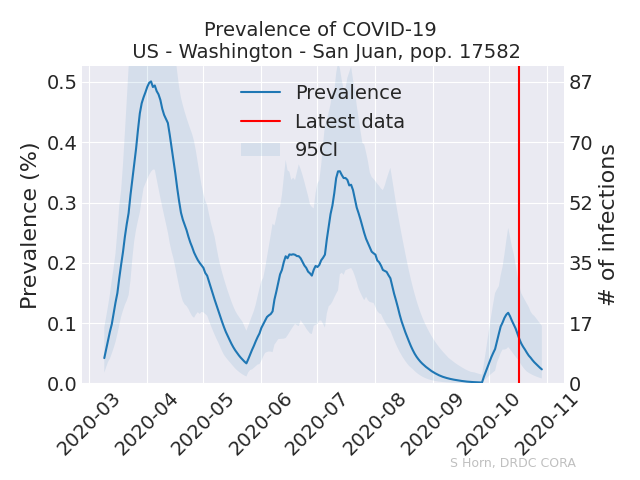 Prevalence of COVID-19
US - Washington - San Juan, pop. 17582
Prevalence
Latest data
95CI
Prevalence (%)
0.5
0.4
0.3
0.2
0.1
0.0
87
70
52
35
17
0
# of infections
2020-03
2020-04
2020-05
2020-06
2020-07
2020-08
2020-09
2020-10
2020-11
S Horn, DRDC CORA